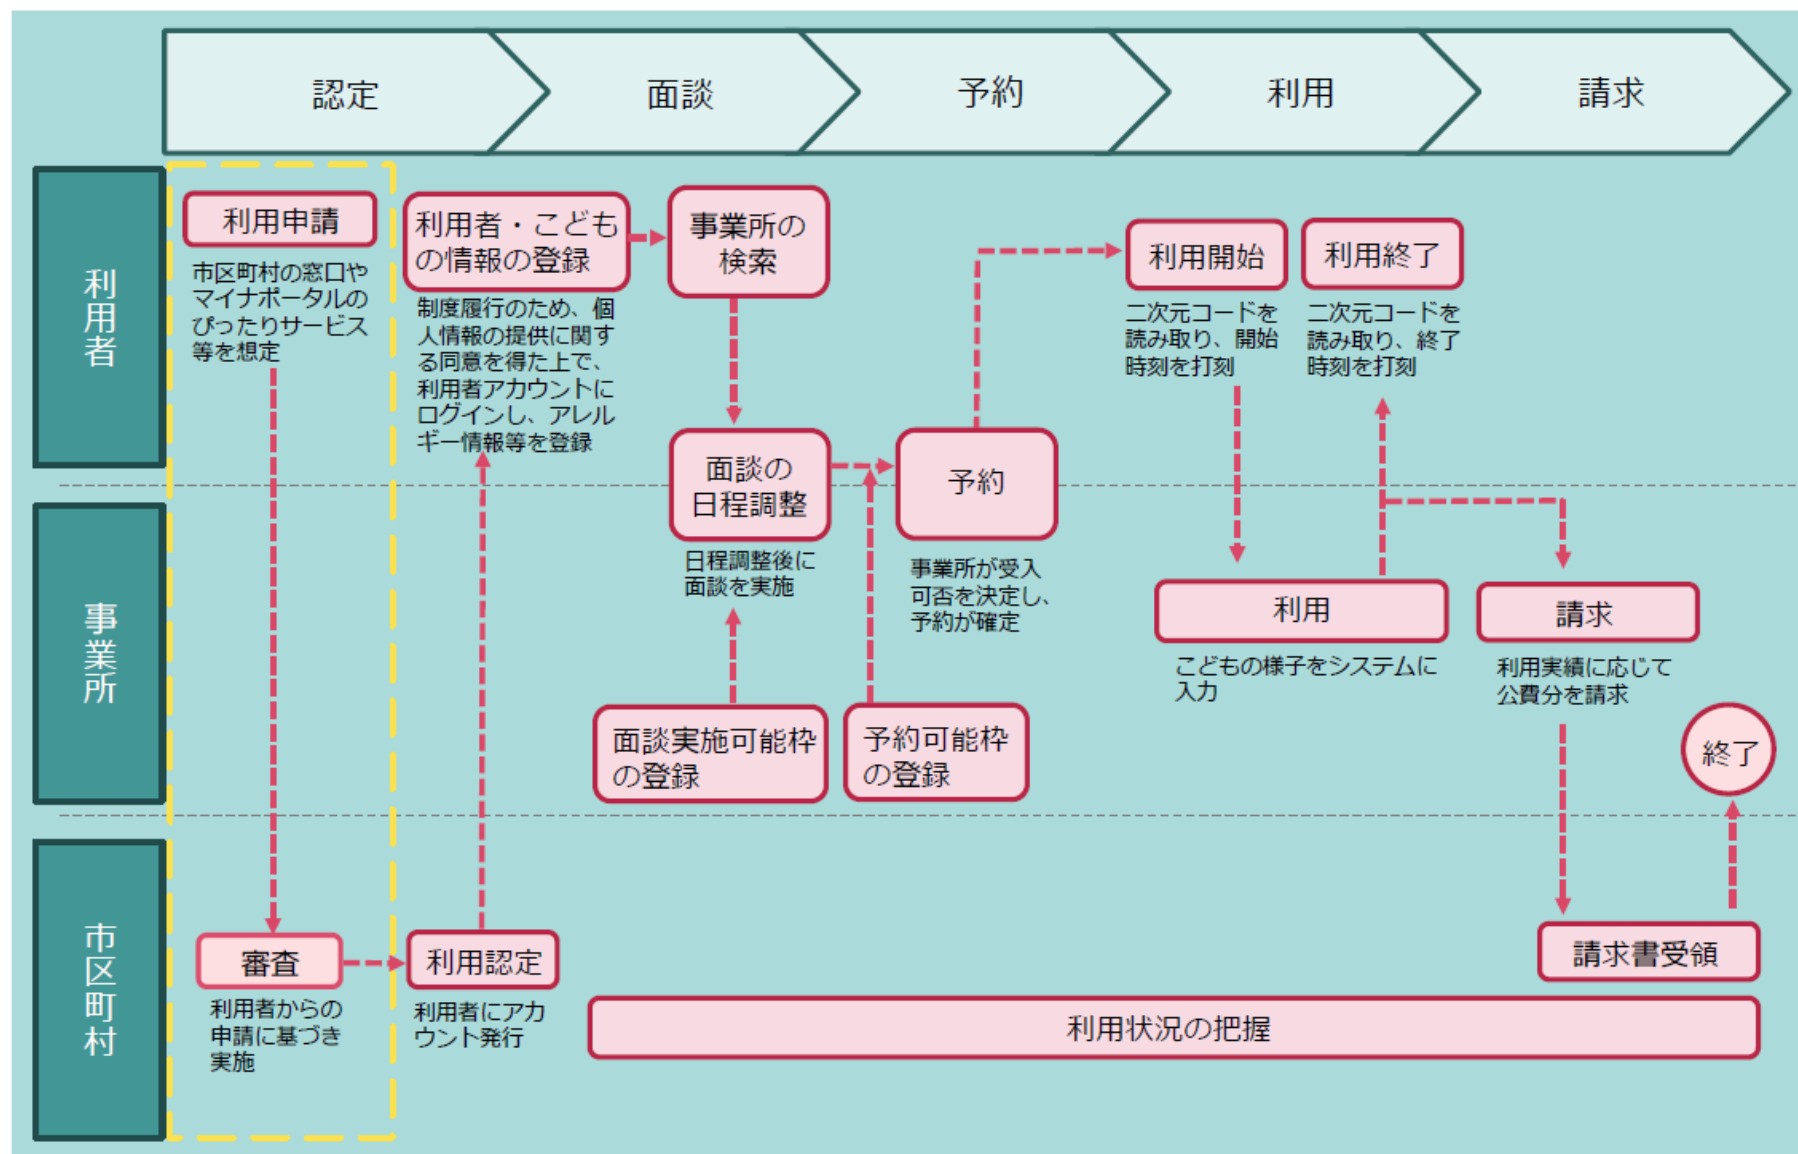 認定
面談
予約
利用
請求
利用者
利用申請
市区町村の窓口や
マイナポータルの
ぴったりサービス
等を想定
利用者・こども
の情報の登録
制度履行のため、個
人情報の提供に関す
る同意を得た上で、
利用者アカウントに
ログインし、アレル
ギー情報等を登録
事業所の
検索
利用開始
二次元コードを
読み取り、開始
時刻を打刻
利用終了
二次元コードを
読み取り、終了
時刻を打刻
面談の
日程調整
日程調整後に
面談を実施
予約
事業所が受入
可否を決定し、
予約が確定
事業所
利用
こどもの様子をシステムに
入力
請求
利用実績に応じて
公費分を請求
面談実施可能枠
の登録
予約可能枠
の登録
終了
市区町村
審査
利用者からの
申請に基づき
実施
利用認定
利用者にアカ
ウント発行
請求書受領
利用状況の把握